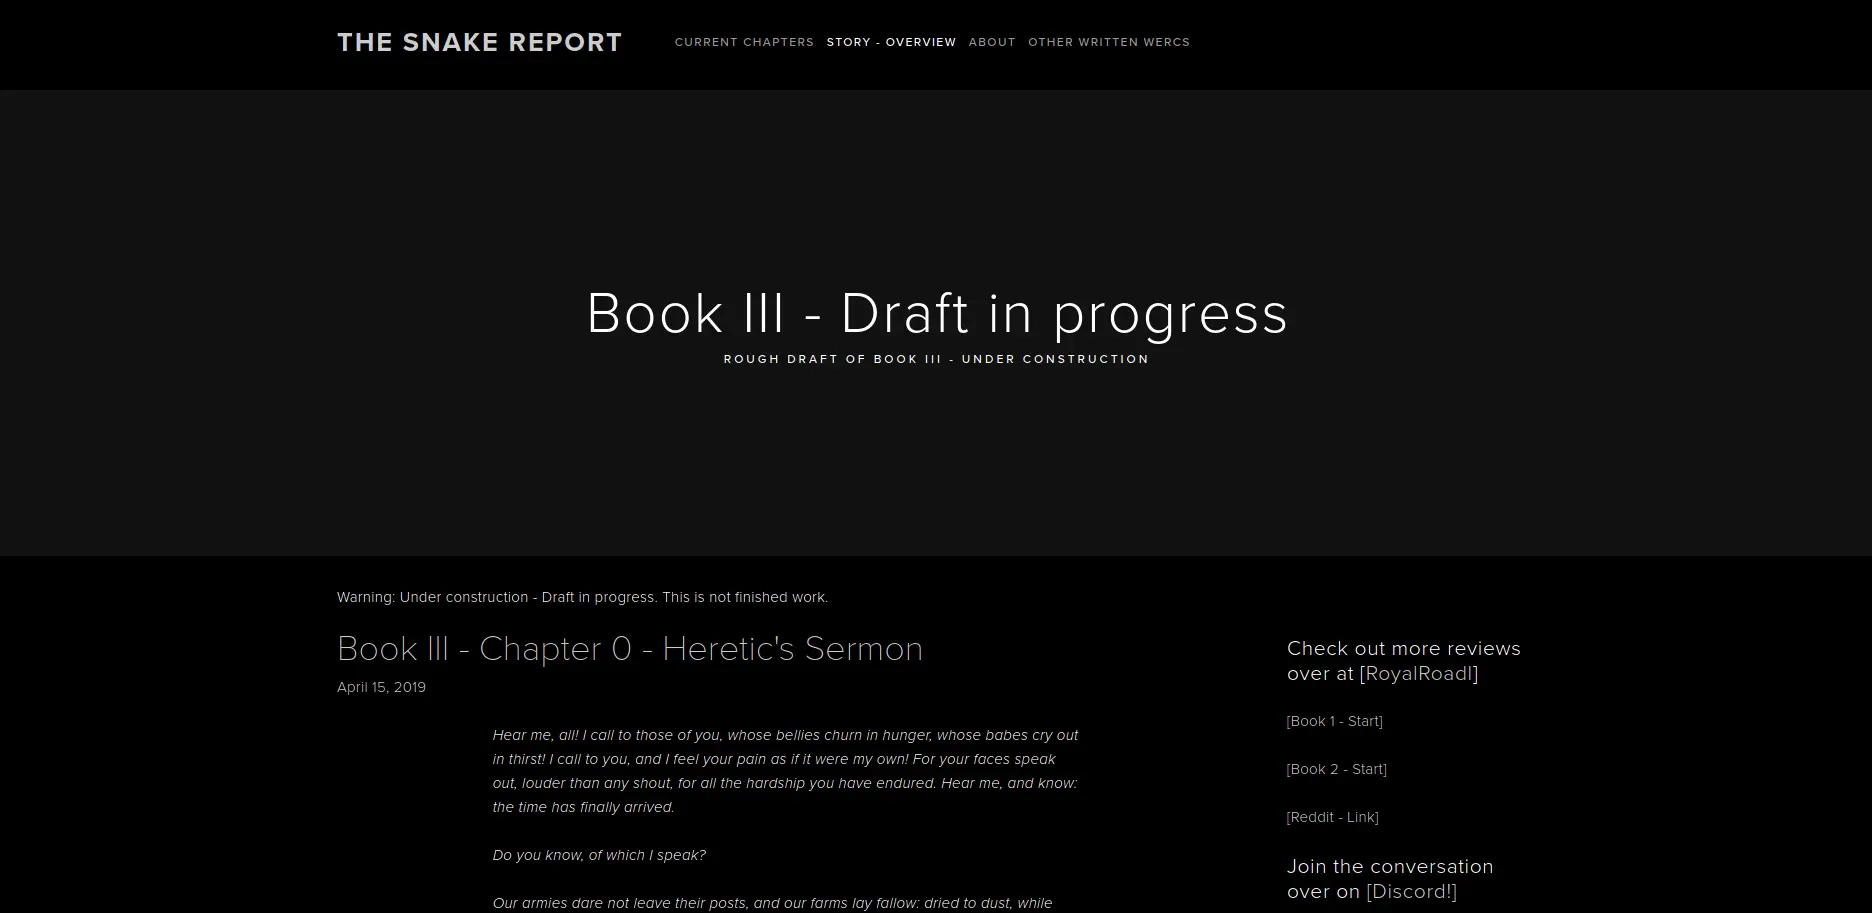 THE SNAKE REPORT
CURRENT CHAPTERS STORY - OVERVIEW ABOUT OTHER WRITTEN WERCS
Book III - Draft in progress
ROUGH DRAFT OF BOOK III - UNDER CONSTRUCTION
Warning: Under construction - Draft in progress. This is not finished work.
Book III - Chapter 0 - Heretic's Sermon
April 15, 2019
Hear me, all! I call to those of you, whose bellies churn in hunger, whose babes cry out
in thirst! I call to you, and I feel your pain as if it were my own! For your faces speak
out, louder than any shout, for all the hardship you have endured. Hear me, and know:
the time has finally arrived.
Do you know, of which I speak?
Our armies dare not leave their posts, and our farms lay fallow: dried to dust, while
Check out more reviews
over at [RoyalRoadl]
[Book 1 - Start]
[Book 2 - Start]
[Reddit - Link]
Join the conversation
over on [Discord!]